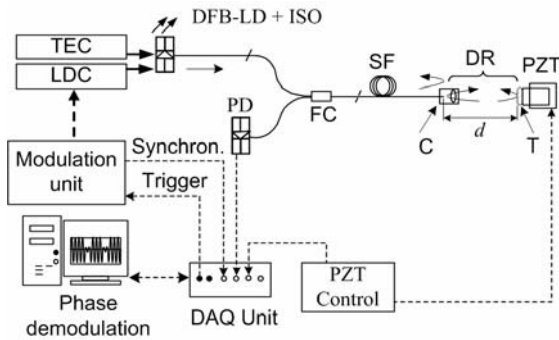 DFB-LD + ISO
TEC
LDC
SF
DR
PZT
PD
FC
C
d
T
Modulation
unit
Synchron.
Trigger
Phase
demodulation
DAQ Unit
PZT
Control